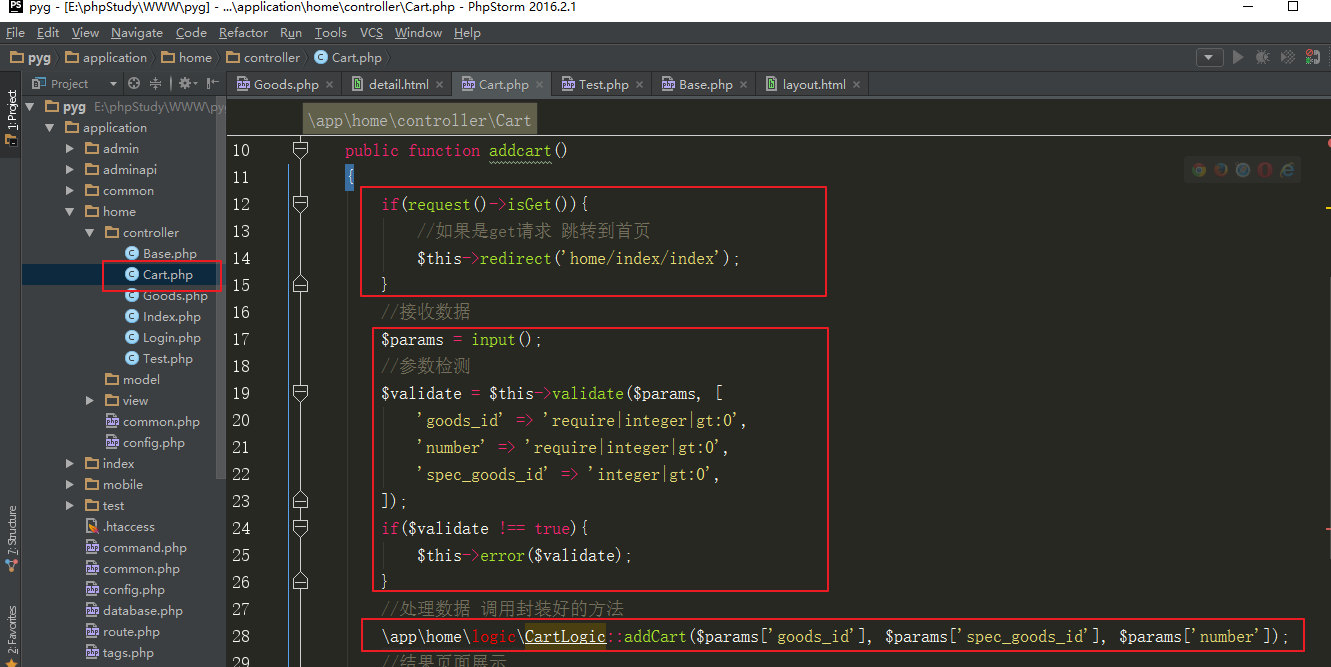 pyg - [E:\phpStudy\WWW\pyg] - ...\application\home\controller\Cart.php - PhpStorm 2016.2.1
File Edit View Navigate Code Refactor Run Tools VCS Window Help
pyg application home controller Cart.php
Project
Goods.php × detail.html × Cart.php × Test.php × Base.php × layout.html ×
1: Project
7: Structure
2: Favorites
pyg E:\phpStudy\WWW\py
application
admin
adminapi
common
home
controller
Base.php
Cart.php
Goods.php
Index.php
Login.php
Test.php
model
view
common.php
config.php
index
mobile
test
.htaccess
command.php
common.php
config.php
database.php
route.php
tags.php
\app\home\controller\Cart
10 public function addcart()
11 {
12 if(request()->isGet()){
13 //如果是get请求 跳转到首页
14 $this->redirect('home/index/index');
15 }
16 //接收数据
17 $params = input();
18 //参数检测
19 $validate = $this->validate($params, [
20 'goods_id' => 'require|integer|gt:0',
21 'number' => 'require|integer|gt:0',
22 'spec_goods_id' => 'integer|gt:0',
23 ]);
24 if($validate !== true){
25 $this->error($validate);
26 }
27 //处理数据 调用封装好的方法
28 \app\home\logic\CartLogic::addCart($params['goods_id'], $params['spec_goods_id'], $params['number']);
29 //结果页面展示